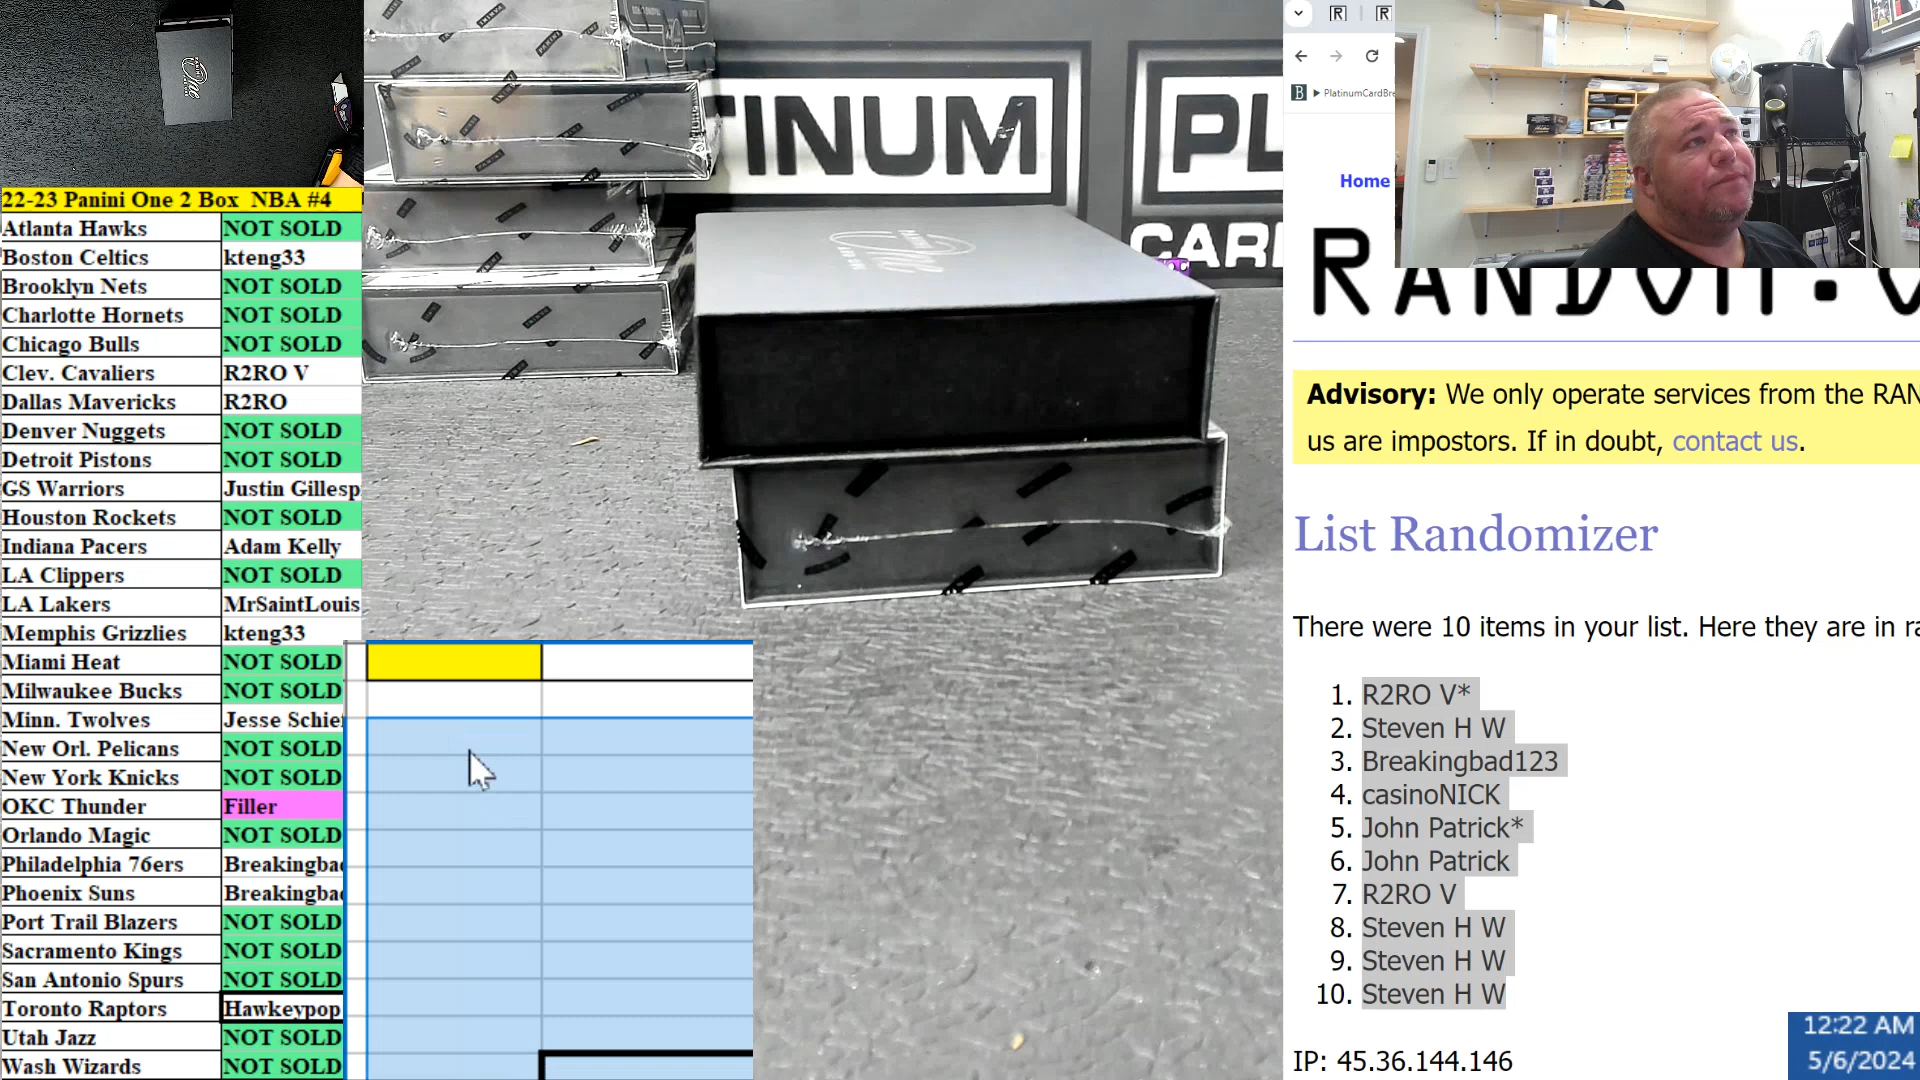 22-23 Panini One 2 Box NBA #4
Atlanta Hawks NOT SOLD
Boston Celtics kteng33
Brooklyn Nets NOT SOLD
Charlotte Hornets NOT SOLD
Chicago Bulls NOT SOLD
Clev. Cavaliers R2RO V
Dallas Mavericks R2RO
Denver Nuggets NOT SOLD
Detroit Pistons NOT SOLD
GS Warriors Justin Gillesp
Houston Rockets NOT SOLD
Indiana Pacers Adam Kelly
LA Clippers NOT SOLD
LA Lakers MrSaintLouis
Memphis Grizzlies kteng33
Miami Heat NOT SOLD
Milwaukee Bucks NOT SOLD
Minn. Twolves Jesse Schie
New Orl. Pelicans NOT SOLD
New York Knicks NOT SOLD
OKC Thunder Filler
Orlando Magic NOT SOLD
Philadelphia 76ers Breakingba
Phoenix Suns Breakingba
Port Trail Blazers NOT SOLD
Sacramento Kings NOT SOLD
San Antonio Spurs NOT SOLD
Toronto Raptors Hawkeypop
Utah Jazz NOT SOLD
Wash Wizards NOT SOLD
One
TINUM
PL
CARI
One
PlatinumCardBre
Home
RANDOM.O
Advisory: We only operate services from the RAN
us are impostors. If in doubt, contact us.
List Randomizer
There were 10 items in your list. Here they are in ra
1. R2RO V*
2. Steven H W
3. Breakingbad123
4. casinoNICK
5. John Patrick*
6. John Patrick
7. R2RO V
8. Steven H W
9. Steven H W
10. Steven H W
IP: 45.36.144.146
12:22 AM
5/6/2024